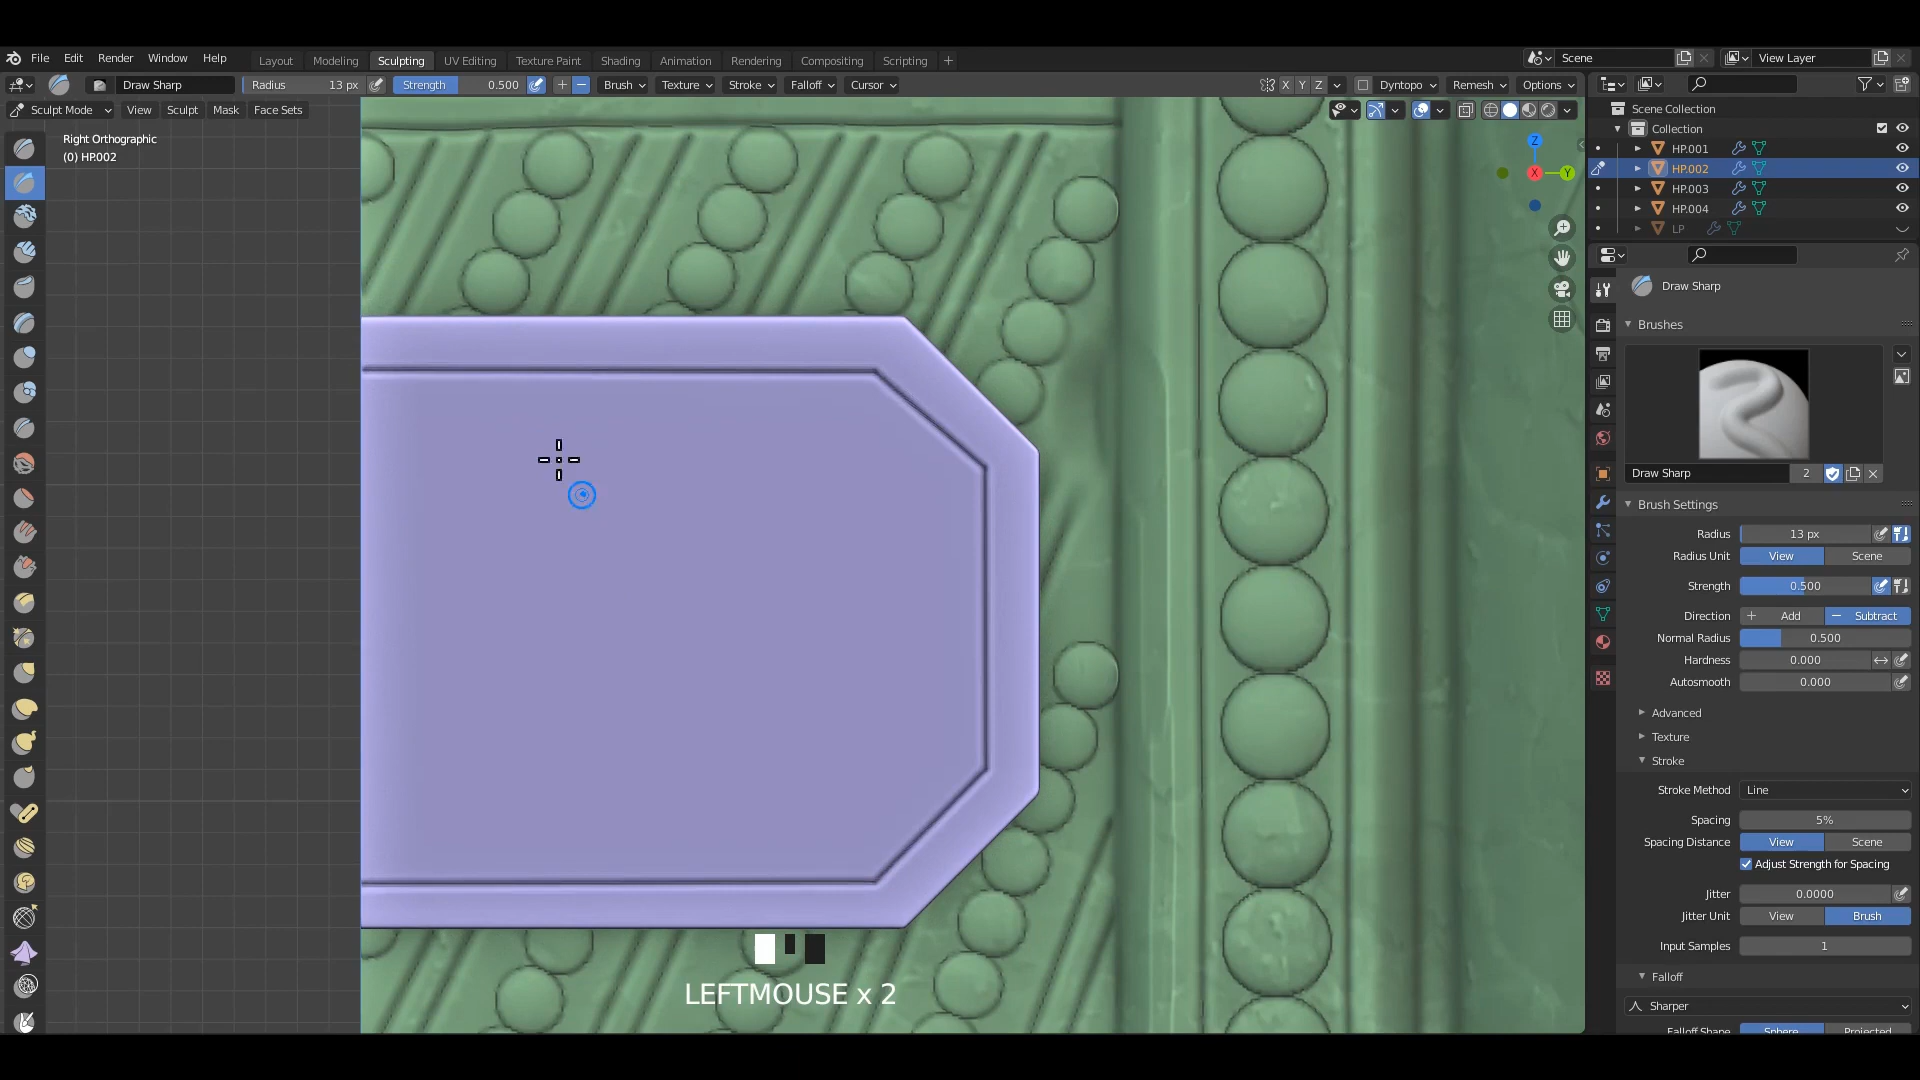 File Edit Render Window Help Layout Modeling Sculpting UV Editing Texture Paint Shading Animation Rendering Compositing Scripting + Scene View Layer
Draw Sharp Radius 13 px Strength 0.500 Brush Texture Stroke Falloff Cursor X Y Z Dyntopo Remesh Options
Sculpt Mode View Sculpt Mask Face Sets
Right Orthographic
(0) HP.002
Z
X Y
LEFTMOUSE x 2
Scene Collection
Collection
HP.001
HP.002
HP.003
HP.004
LP
Draw Sharp
Brushes
Draw Sharp 2
Brush Settings
Radius 13 px
Radius Unit View Scene
Strength 0.500
Direction + Add − Subtract
Normal Radius 0.500
Hardness 0.000
Autosmooth 0.000
Advanced
Texture
Stroke
Stroke Method Line
Spacing 5%
Spacing Distance View Scene
Adjust Strength for Spacing
Jitter 0.0000
Jitter Unit View Brush
Input Samples 1
Falloff
Sharper
Falloff Shape Sphere Projected